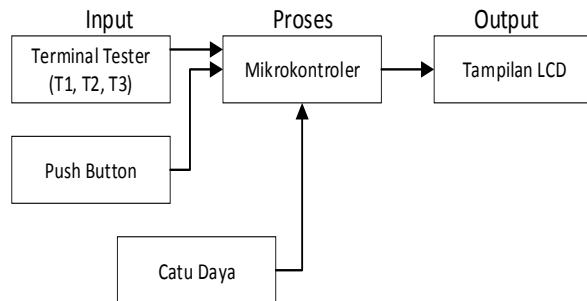 Input
Proses
Output
Terminal Tester
(T1, T2, T3)
Mikrokontroler
Tampilan LCD
Push Button
Catu Daya